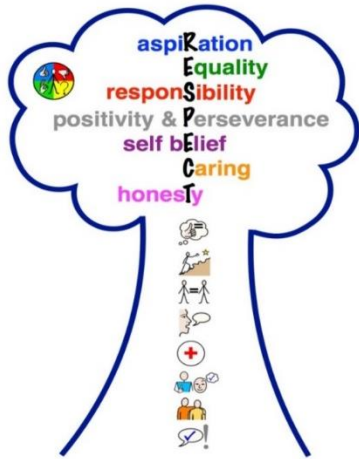 aspiRation
Equality
responSibility
positivity & Perseverance
self bElief
Caring
honesTy